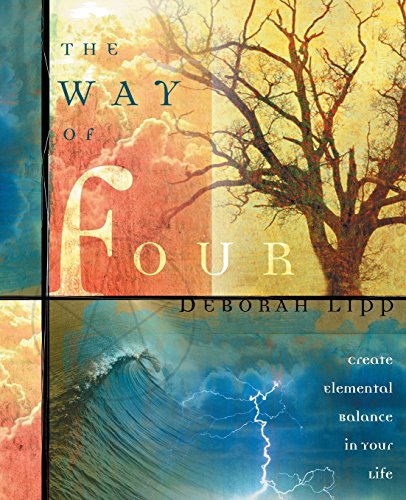 THE
WAY
OF
FOUR
DEBORAH LIPP
Create
Elemental
Balance
in Your
Life